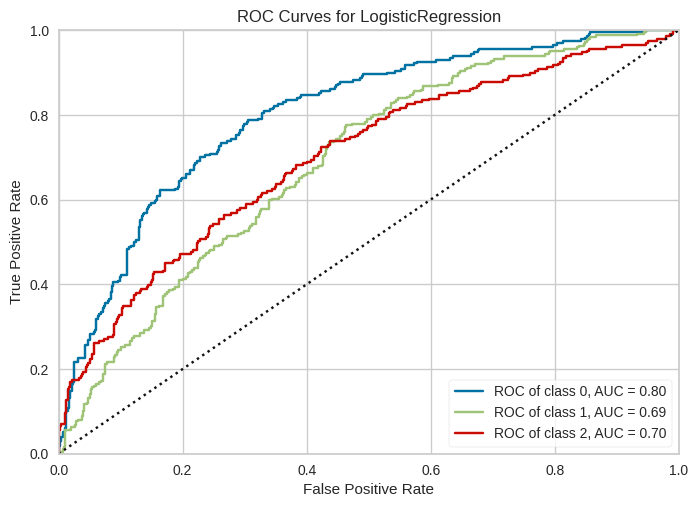 ROC Curves for LogisticRegression
True Positive Rate
1.0
0.8
0.6
0.4
0.2
0.0
ROC of class 0, AUC = 0.80
ROC of class 1, AUC = 0.69
ROC of class 2, AUC = 0.70
0.0 0.2 0.4 0.6 0.8 1.0
False Positive Rate